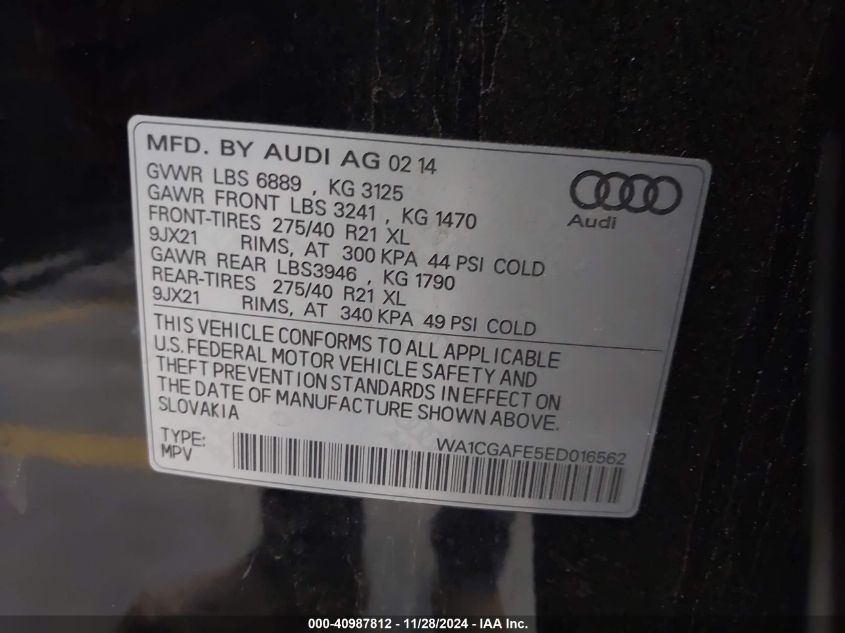 MFD. BY AUDI AG 02 14
GVWR LBS 6889 , KG 3125
GAWR FRONT LBS 3241 , KG 1470
FRONT-TIRES 275/40 R21 XL
9JX21 RIMS, AT 300 KPA 44 PSI COLD
GAWR REAR LBS3946 , KG 1790
REAR-TIRES 275/40 R21 XL
9JX21 RIMS, AT 340 KPA 49 PSI COLD
Audi
THIS VEHICLE CONFORMS TO ALL APPLICABLE
U.S. FEDERAL MOTOR VEHICLE SAFETY AND
THEFT PREVENTION STANDARDS IN EFFECT ON
THE DATE OF MANUFACTURE SHOWN ABOVE.
SLOVAKIA
TYPE:
MPV
WA1CGAFE5ED016562
000-40987812 - 11/28/2024 - IAA Inc.